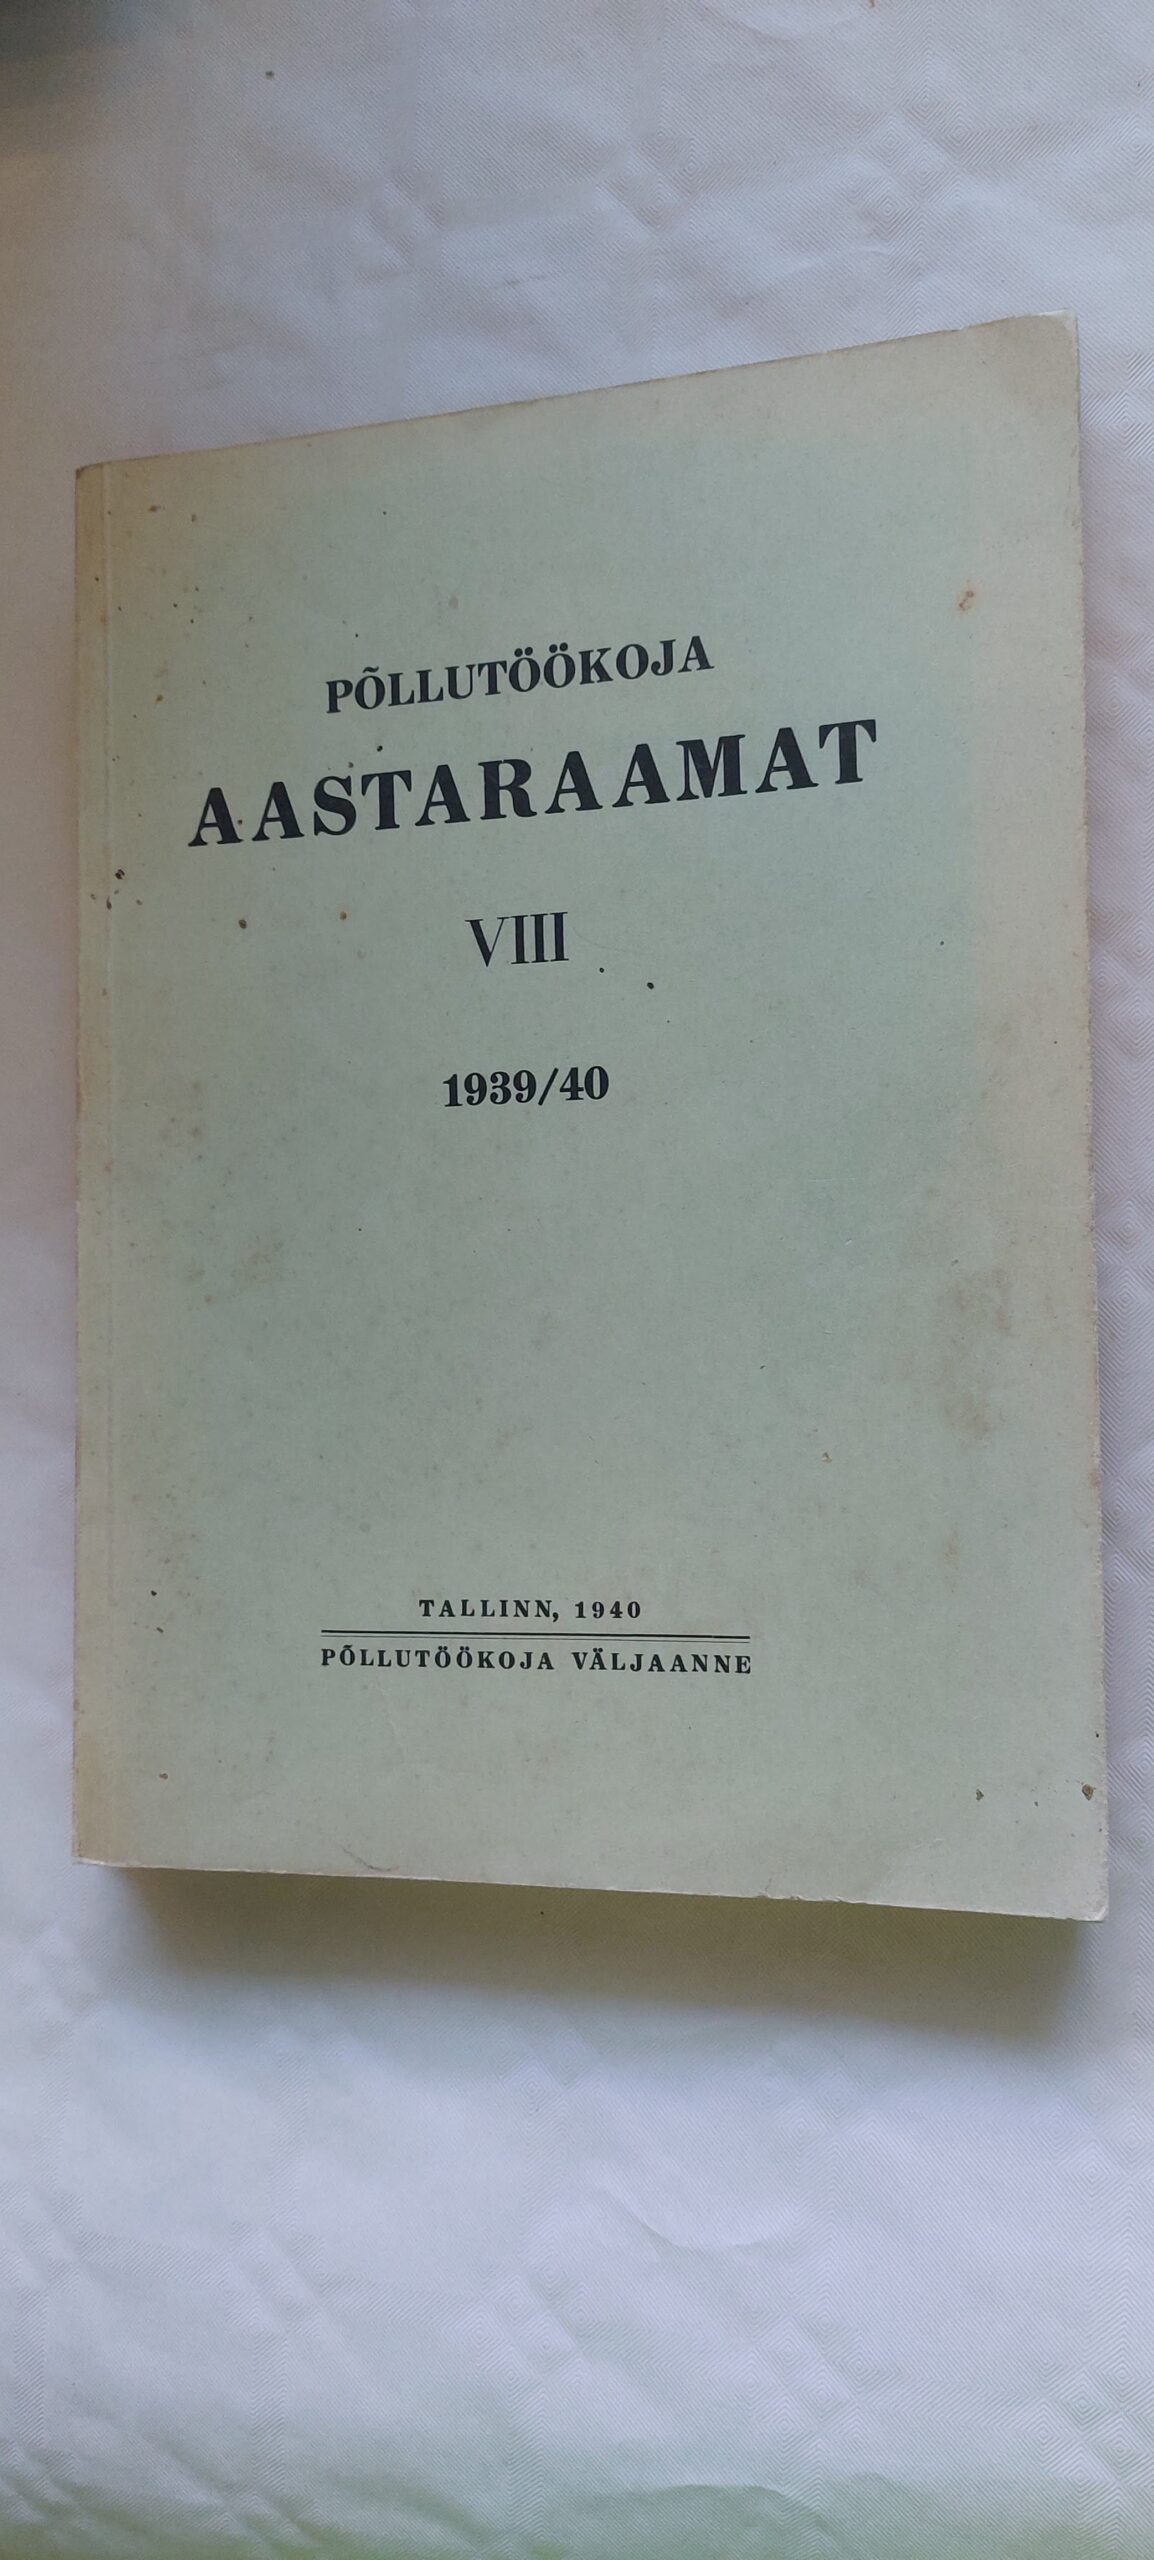 PÕLLUTÖÖKOJA
AASTARAAMAT
VIII
1939/40
TALLINN, 1940
PÕLLUTÖÖKOJA VÄLJAANNE